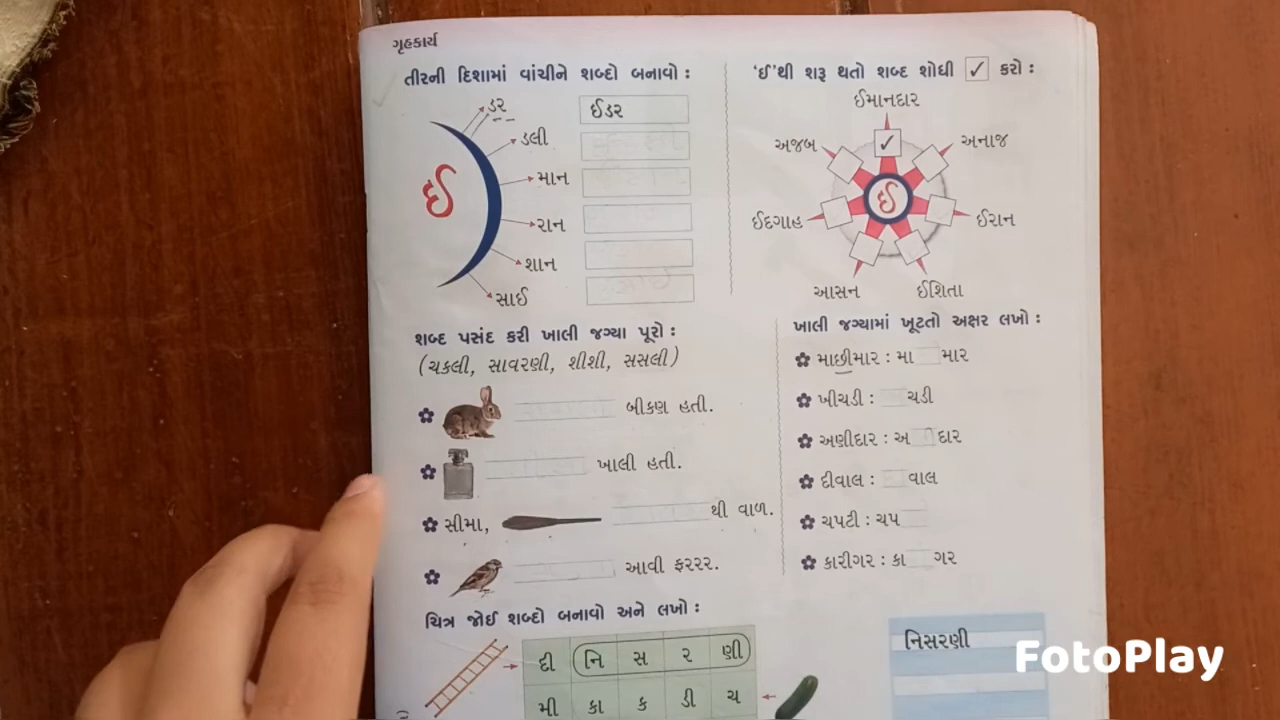 ગૃહકાર્ય
તીરની દિશામાં વાંચીને શબ્દો બનાવો :
ડર
ઈડર
ડલી
માન
ઈ
રાન
શાન
સાઈ
'ઈ'થી શરૂ થતો શબ્દ શોધી ✓ કરો :
ઈમાનદાર
અજબ
✓
અનાજ
ઈ
ઈદગાહ
ઈરાન
આસન
ઈશિતા
શબ્દ પસંદ કરી ખાલી જગ્યા પૂરો :
(ચકલી, સાવરણી, શીશી, સસલી)
બીકણ હતી.
ખાલી હતી.
સીમા, થી વાળ.
આવી ફરરર.
ખાલી જગ્યામાં ખૂટતો અક્ષર લખો :
માછીમાર : મા માર
ખીચડી : ચડી
અણીદાર : અ દાર
દીવાલ : વાલ
ચપટી : ચપ
કારીગર : કા ગર
ચિત્ર જોઈ શબ્દો બનાવો અને લખો :
દી નિ સ ર ણી
મી કા ક ડી ચ
નિસરણી
FotoPlay